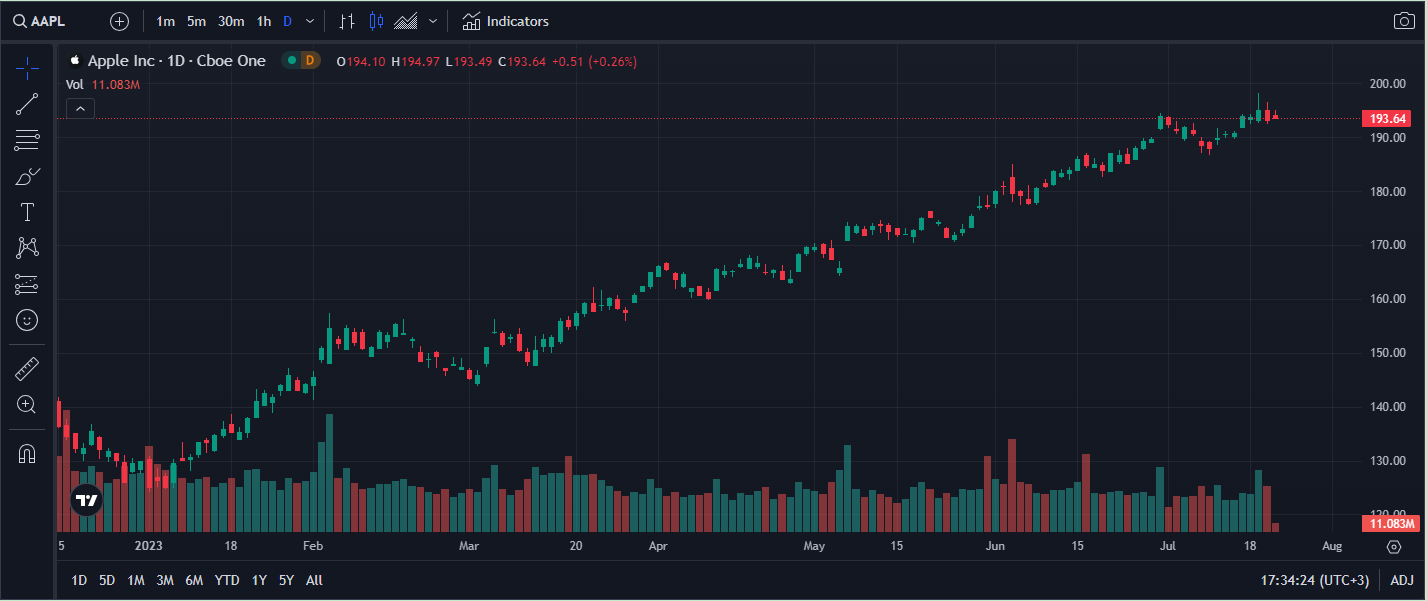 AAPL 1m 5m 30m 1h D Indicators
Apple Inc · 1D · Cboe One D O194.10 H194.97 L193.49 C193.64 +0.51 (+0.26%)
Vol 11.083M
200.00
193.64
190.00
180.00
170.00
160.00
150.00
140.00
130.00
120.00
11.083M
5 2023 18 Feb Mar 20 Apr May 15 Jun 15 Jul 18 Aug
1D 5D 1M 3M 6M YTD 1Y 5Y All 17:34:24 (UTC+3) ADJ